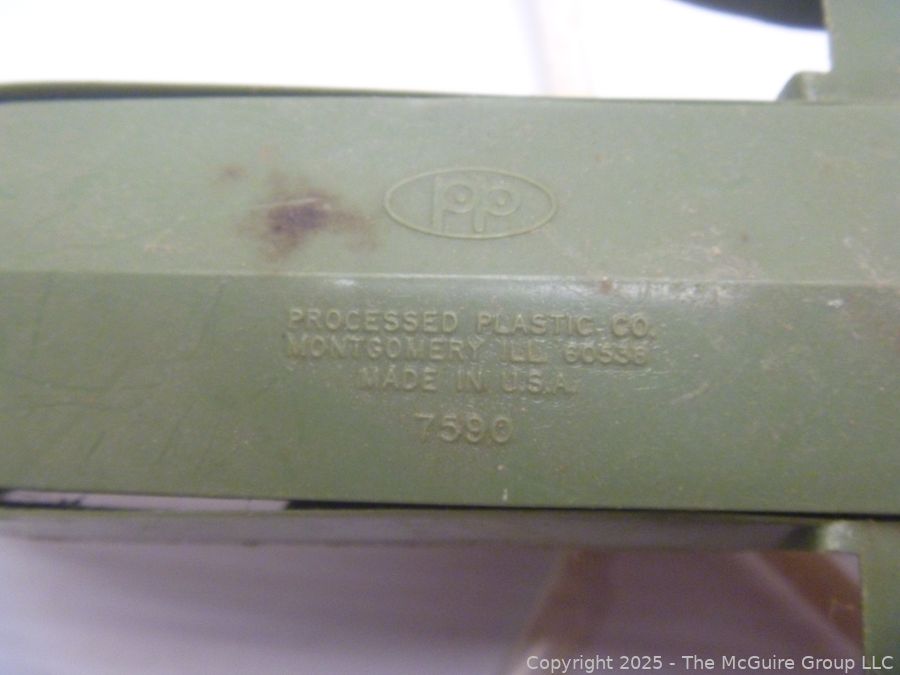 pp
PROCESSED PLASTIC CO.
MONTGOMERY ILL 60538
MADE IN U.S.A.
7590
Copyright 2025 - The McGuire Group LLC